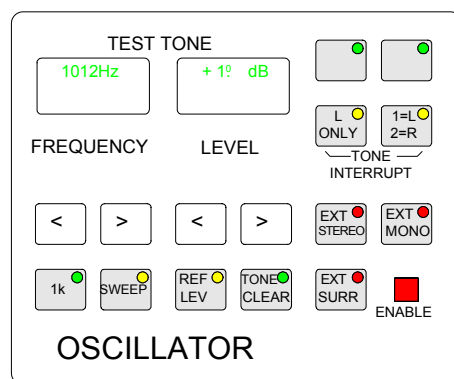 TEST TONE
1012Hz
+ 1⁰. dB
FREQUENCY
LEVEL
L
ONLY
1=L
2=R
TONE
INTERRUPT
< > < >
EXT
STEREO
EXT
MONO
1k
SWEEP
REF
LEV
TONE
CLEAR
EXT
SURR
ENABLE
OSCILLATOR